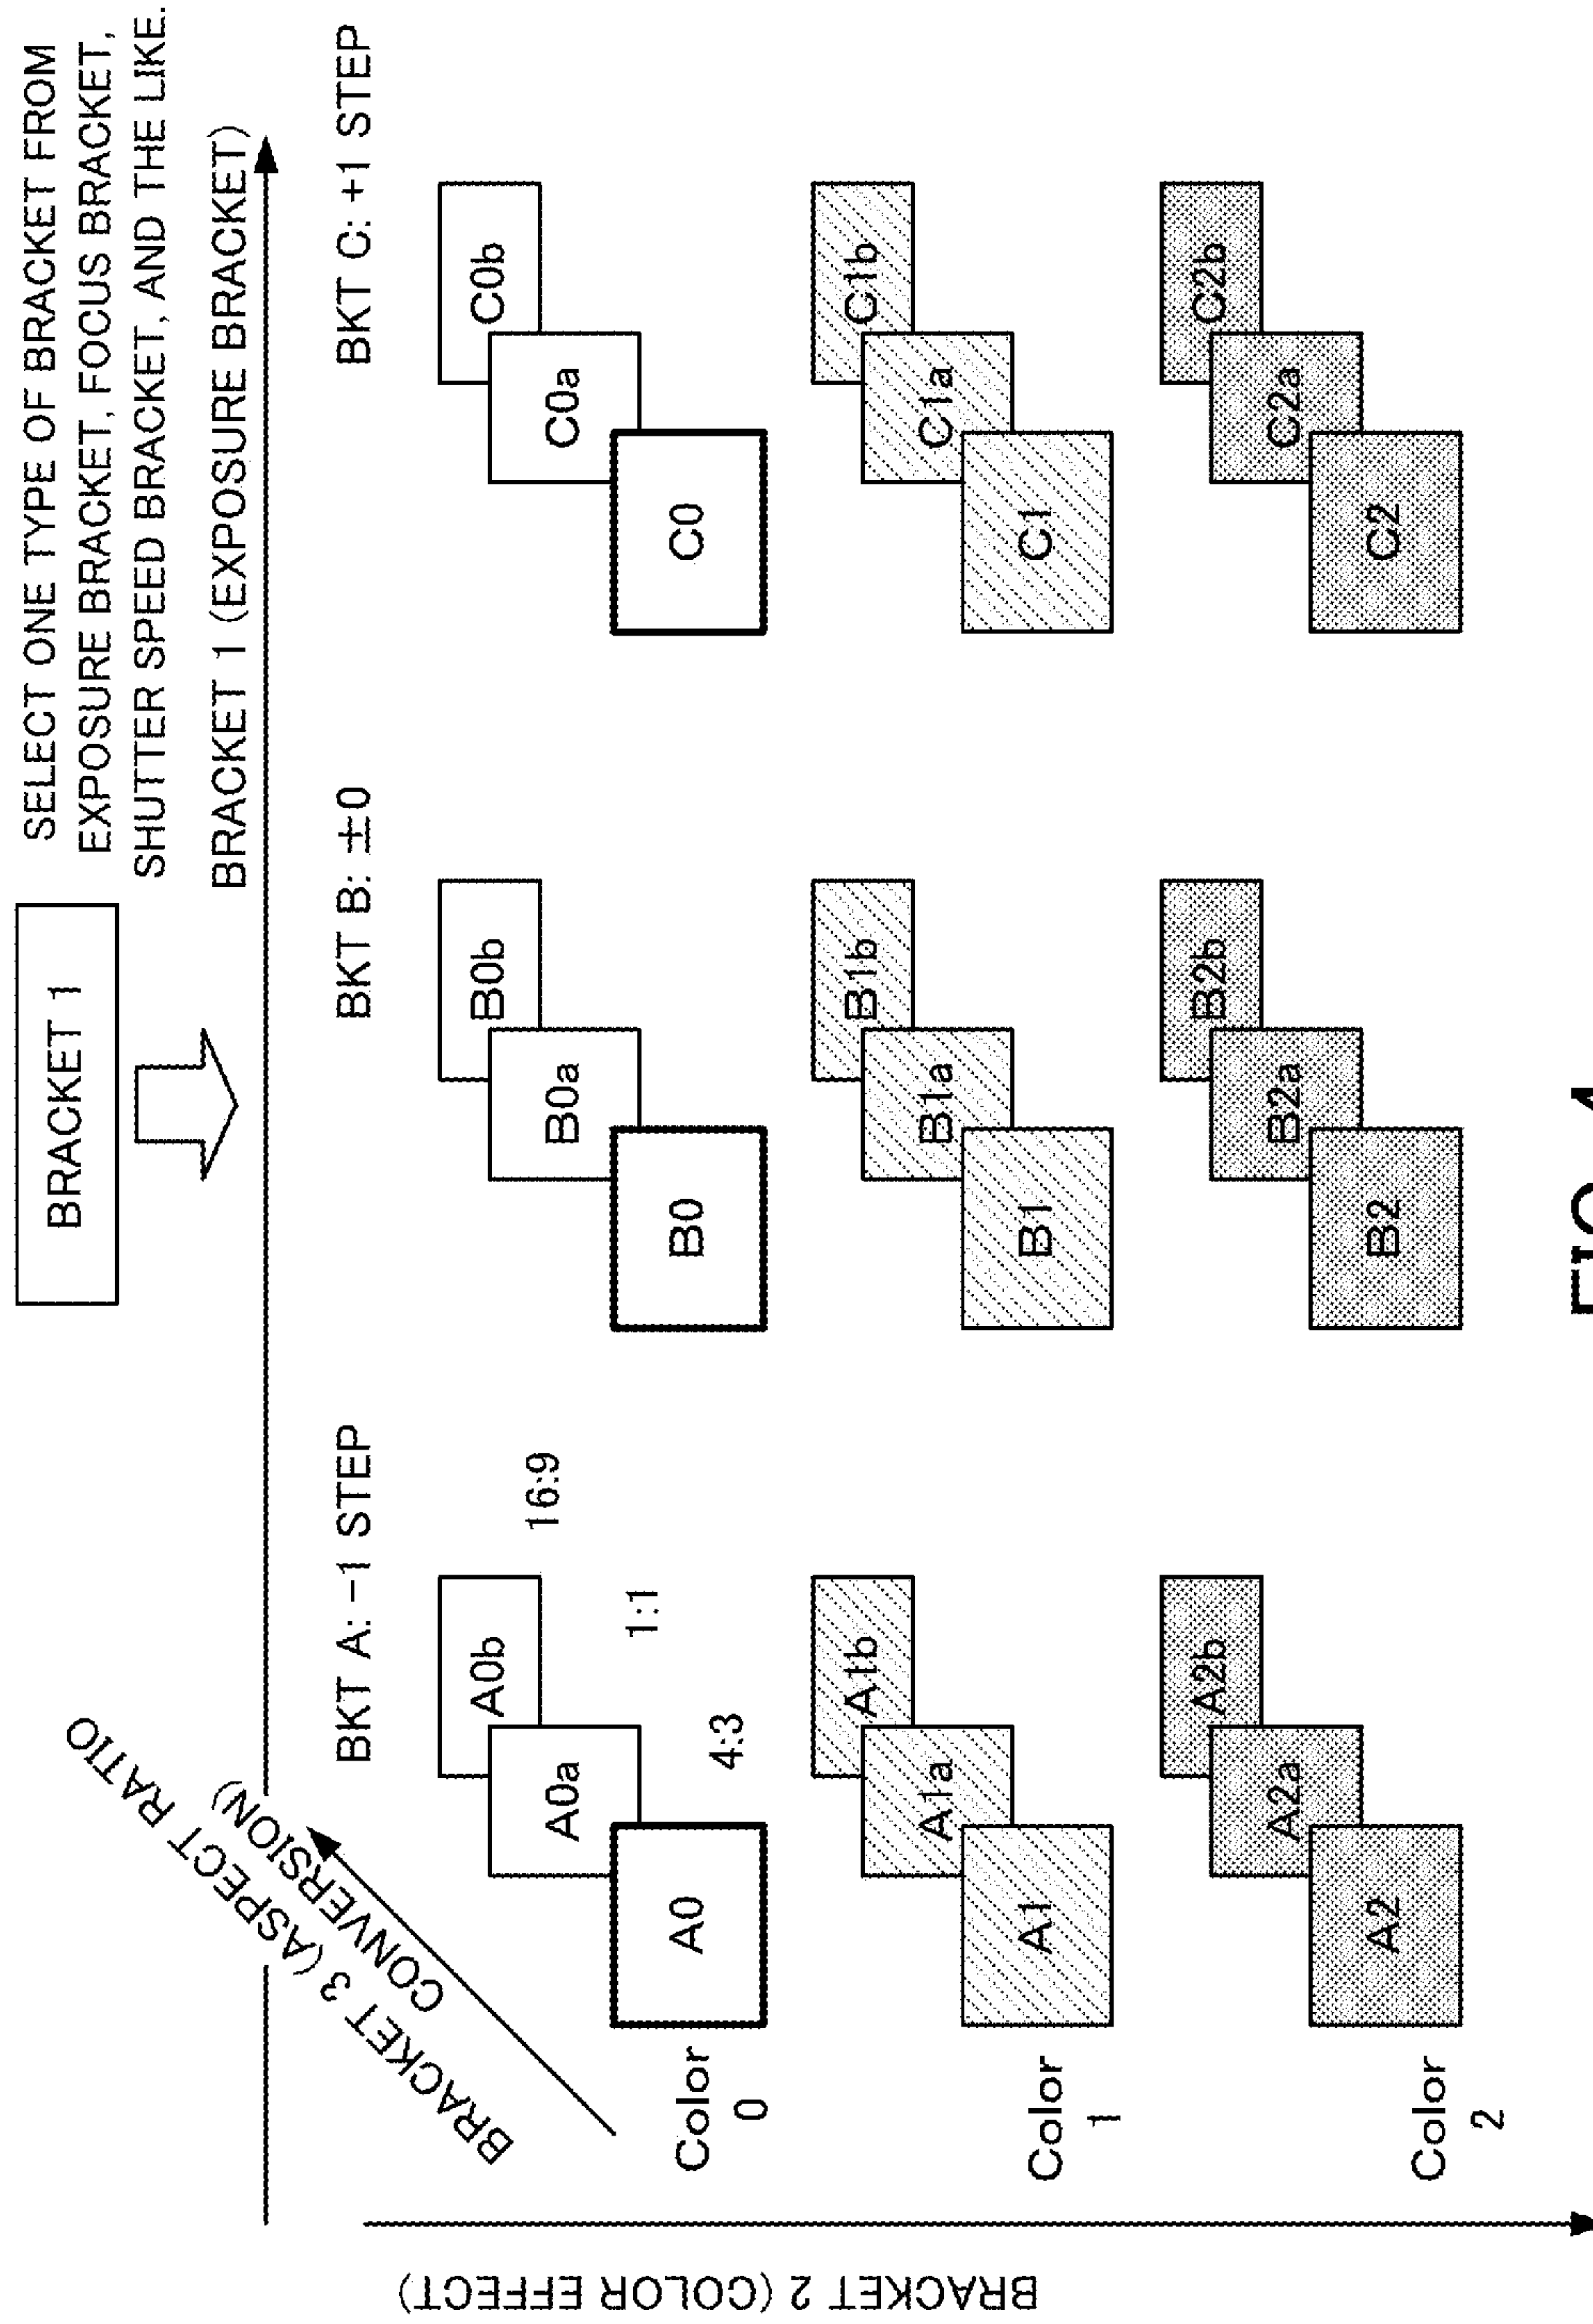 BRACKET 1
SELECT ONE TYPE OF BRACKET FROM
EXPOSURE BRACKET, FOCUS BRACKET,
SHUTTER SPEED BRACKET, AND THE LIKE.
BRACKET 1 (EXPOSURE BRACKET)
BRACKET 3 (ASPECT RATIO
CONVERSION)
BRACKET 2 (COLOR EFFECT)
BKT A: −1 STEP
BKT B: ±0
BKT C: +1 STEP
Color
0
A0b
16:9
A0a
1:1
A0
4:3
B0b
B0a
B0
C0b
C0a
C0
Color
1
A1b
A1a
A1
B1b
B1a
B1
C1b
C1a
C1
Color
2
A2b
A2a
A2
B2b
B2a
B2
C2b
C2a
C2